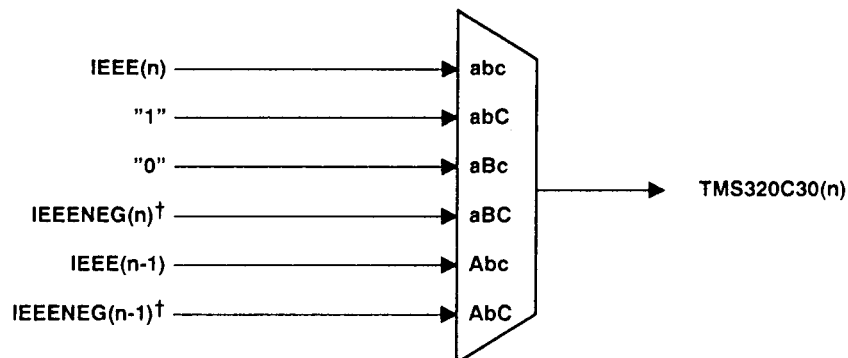 IEEE(n) abc
"1" abC
"0" aBc
IEEENEG(n)† aBC
TMS320C30(n)
IEEE(n-1) Abc
IEEENEG(n-1)† AbC